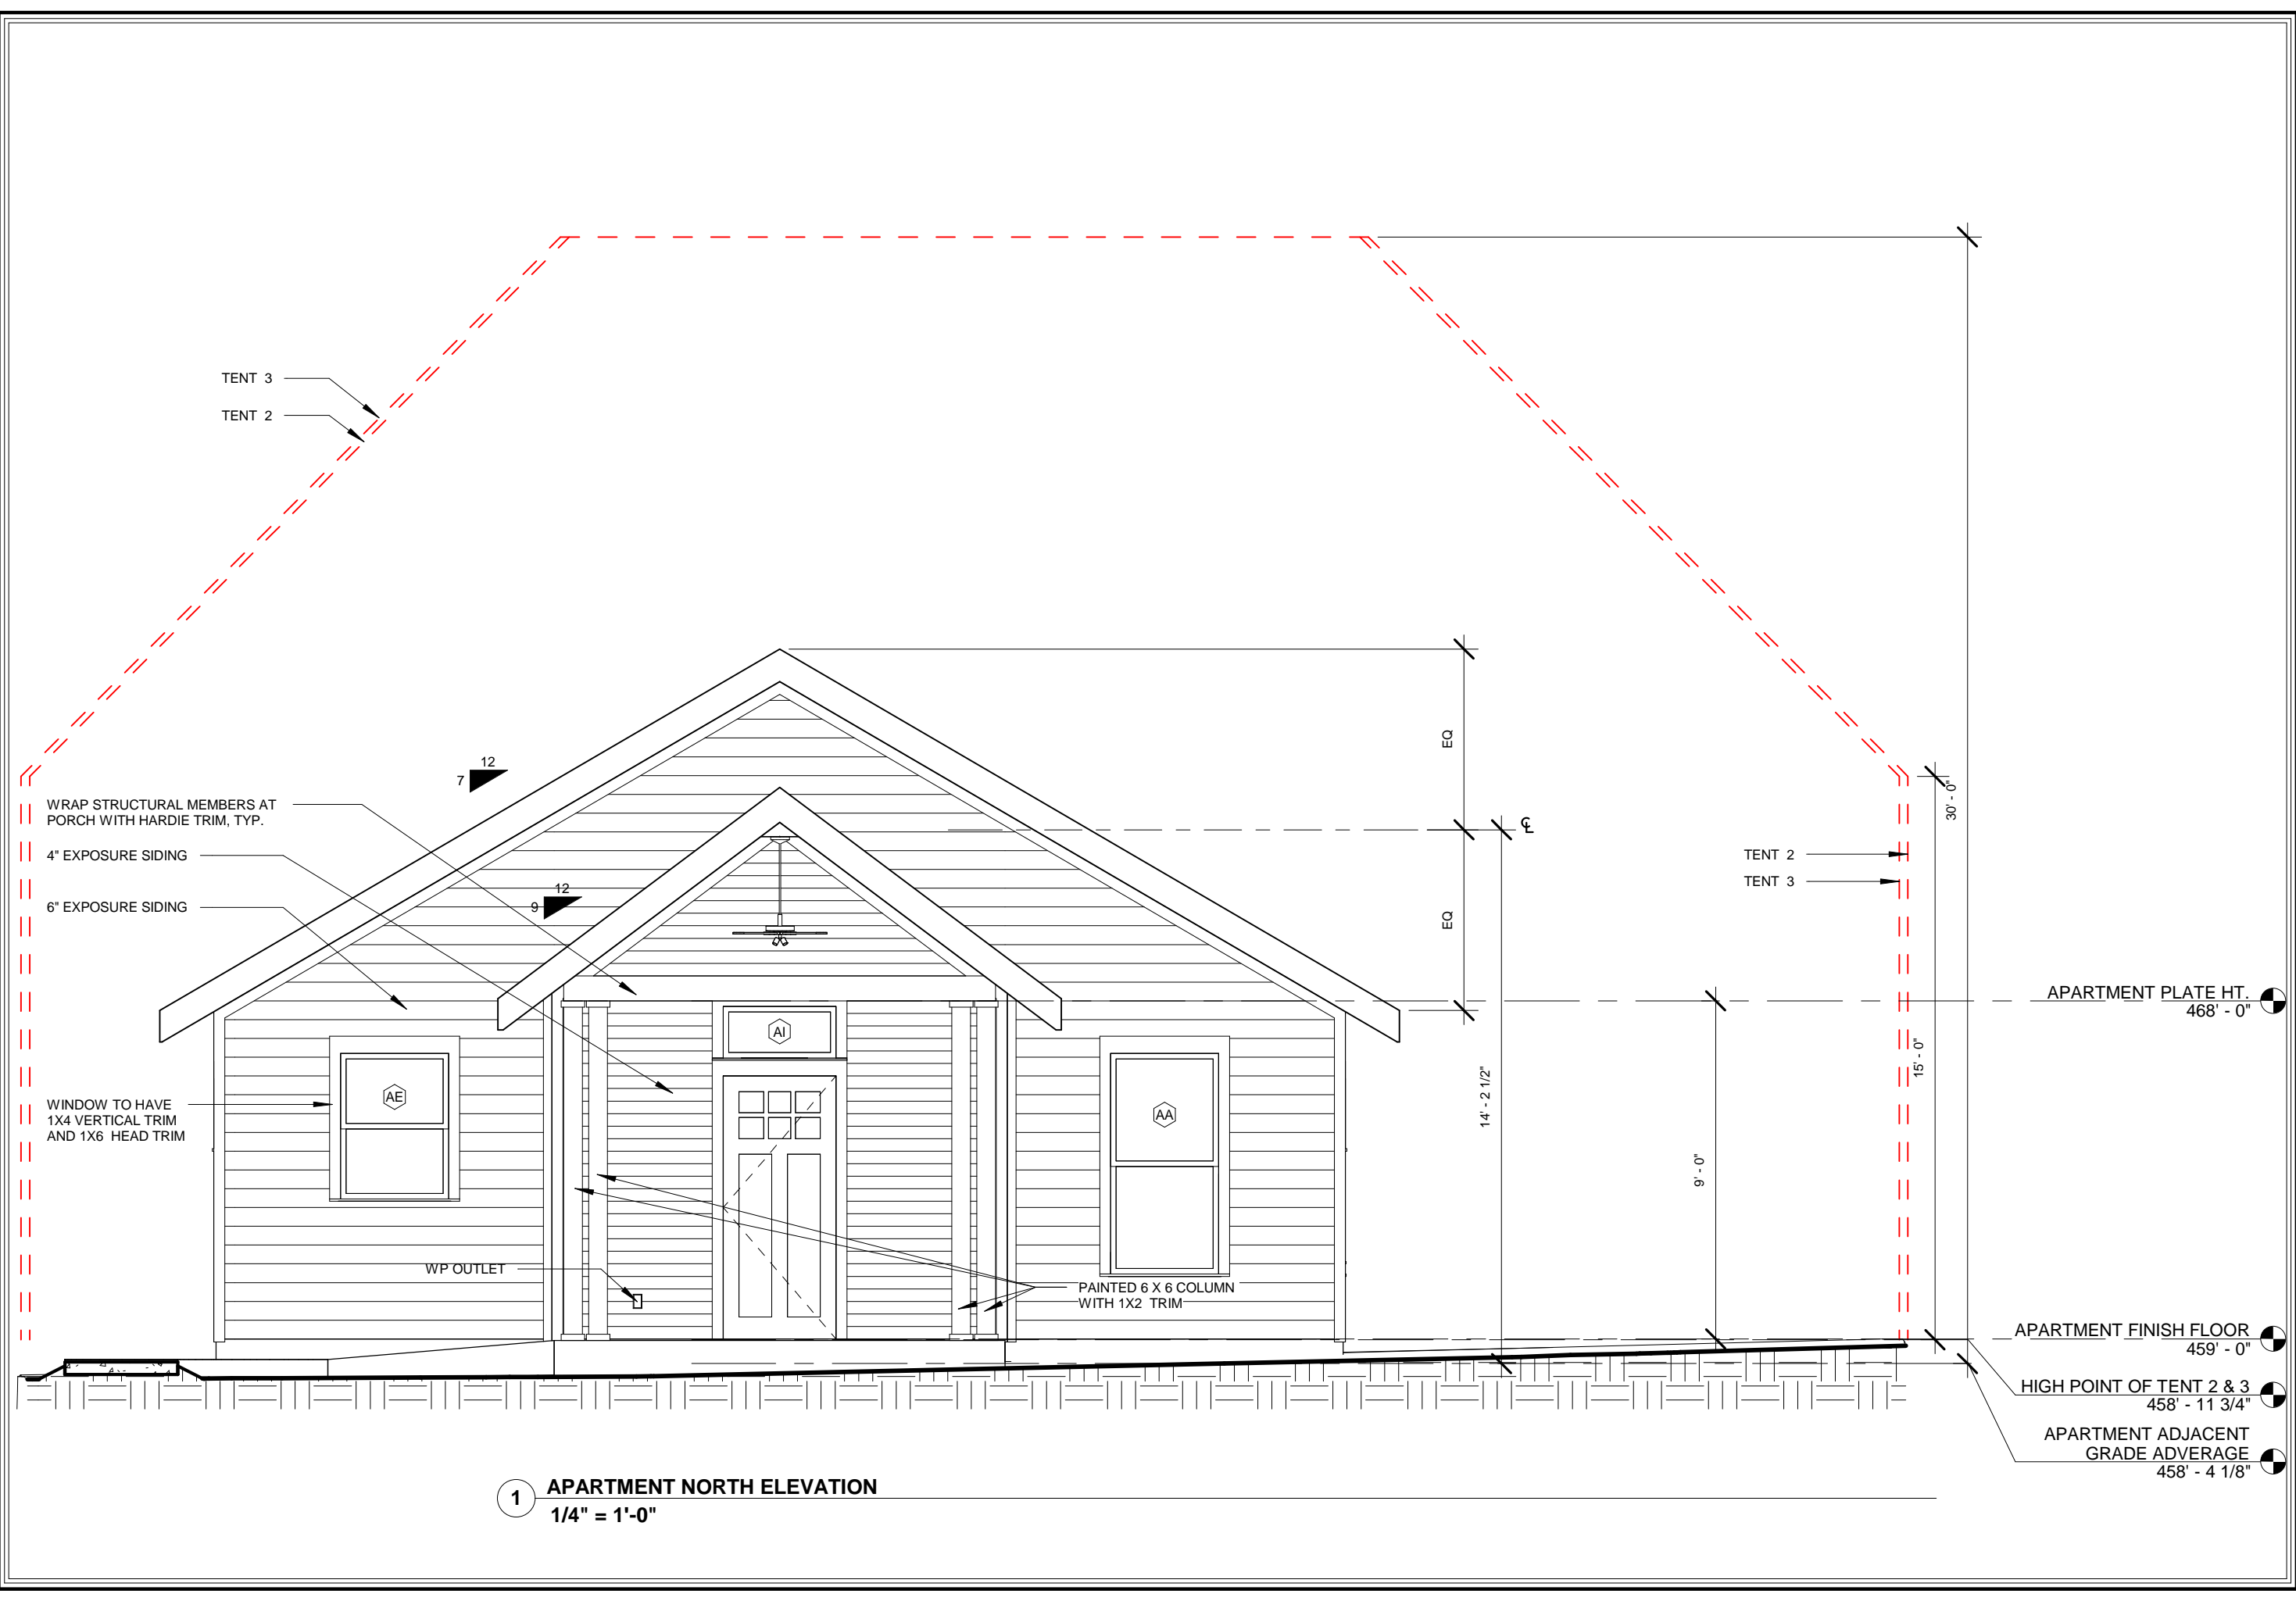 TENT 3
TENT 2
12
7
WRAP STRUCTURAL MEMBERS AT
PORCH WITH HARDIE TRIM, TYP.
4" EXPOSURE SIDING
12
9
6" EXPOSURE SIDING
WINDOW TO HAVE
1X4 VERTICAL TRIM
AND 1X6 HEAD TRIM
AE
AI
AA
WP OUTLET
PAINTED 6 X 6 COLUMN
WITH 1X2 TRIM
EQ
EQ
℄
14' - 2 1/2"
9' - 0"
TENT 2
TENT 3
30' - 0"
15' - 0"
APARTMENT PLATE HT.
468' - 0"
APARTMENT FINISH FLOOR
459' - 0"
HIGH POINT OF TENT 2 & 3
458' - 11 3/4"
APARTMENT ADJACENT
GRADE ADVERAGE
458' - 4 1/8"
1
APARTMENT NORTH ELEVATION
1/4" = 1'-0"